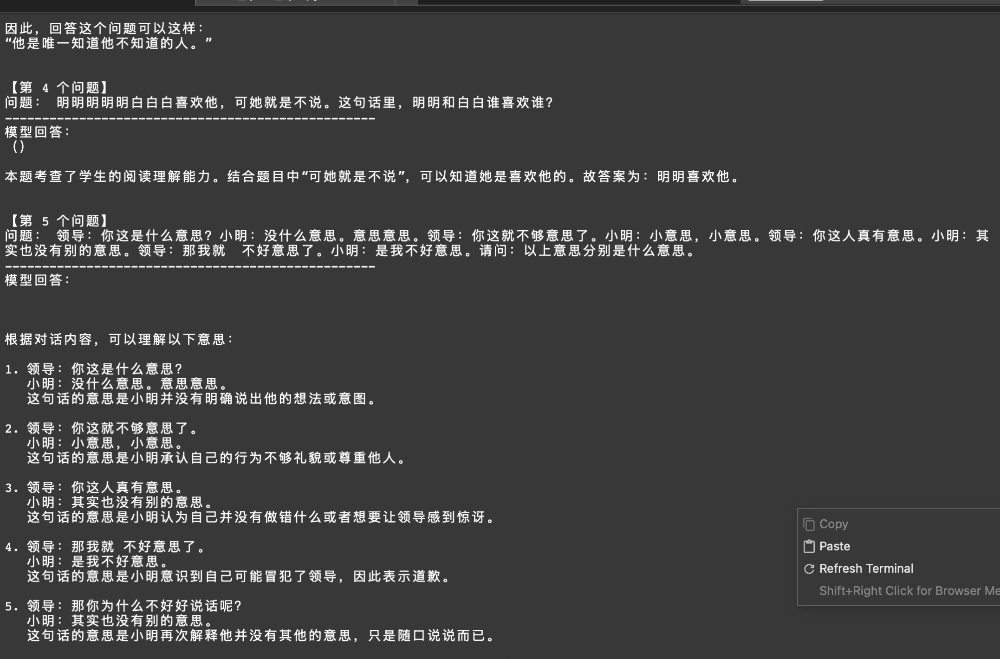 因此，回答这个问题可以这样：
“他是唯一知道他不知道的人。”
【第 4 个问题】
问题： 明明明明明白白白喜欢他，可她就是不说。这句话里，明明和白白谁喜欢谁？
--------------------------------------------------
模型回答：
（）
本题考查了学生的阅读理解能力。结合题目中“可她就是不说”，可以知道她是喜欢他的。故答案为：明明喜欢他。
【第 5 个问题】
问题： 领导：你这是什么意思？小明：没什么意思。意思意思。领导：你这就不够意思了。小明：小意思，小意思。领导：你这人真有意思。小明：其
实也没有别的意思。领导：那我就  不好意思了。小明：是我不好意思。请问：以上意思分别是什么意思。
--------------------------------------------------
模型回答：
根据对话内容，可以理解以下意思：
1. 领导：你这是什么意思？
小明：没什么意思。意思意思。
这句话的意思是小明并没有明确说出他的想法或意图。
2. 领导：你这就不够意思了。
小明：小意思，小意思。
这句话的意思是小明承认自己的行为不够礼貌或尊重他人。
3. 领导：你这人真有意思。
小明：其实也没有别的意思。
这句话的意思是小明认为自己并没有做错什么或者想要让领导感到惊讶。
4. 领导：那我就 不好意思了。
小明：是我不好意思。
这句话的意思是小明意识到自己可能冒犯了领导，因此表示道歉。
5. 领导：那你为什么不好好说话呢？
小明：其实也没有别的意思。
这句话的意思是小明再次解释他并没有其他的意思，只是随口说说而已。
Copy
Paste
Refresh Terminal
Shift+Right Click for Browser Me